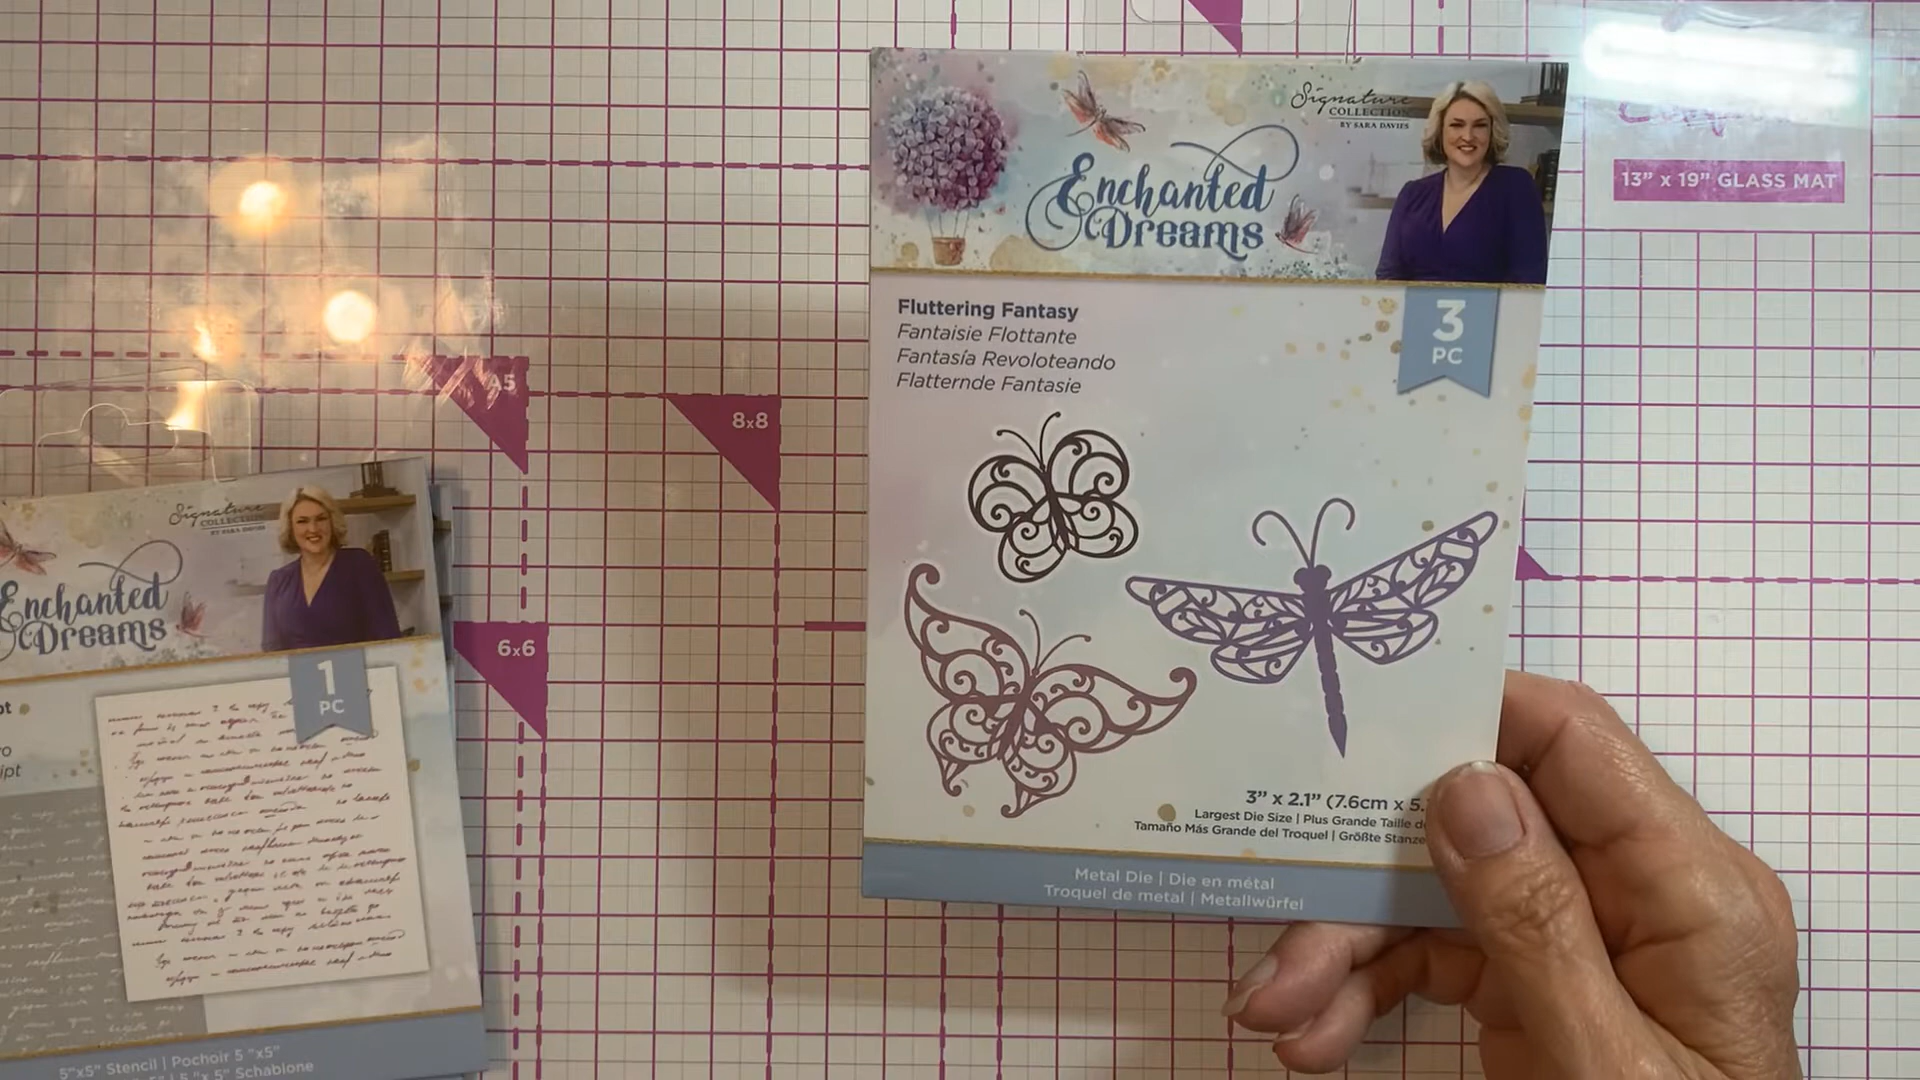 Signature
COLLECTION
BY SARA DAVIES
Enchanted
Dreams
Fluttering Fantasy
Fantaisie Flottante
Fantasía Revoloteando
Flatternde Fantasie
3
PC
3" x 2.1" (7.6cm x 5.
Largest Die Size | Plus Grande Taille
Tamaño Más Grande del Troquel | Größte Stanze
Metal Die | Die en métal
Troquel de metal | Metallwürfel
13" x 19" GLASS MAT
A5
8x8
6x6
Signature
COLLECTION
BY SARA DAVIES
Enchanted
Dreams
1
PC
5"x5" Stencil | Pochoir 5 "x5"
5 "x 5" Schablone